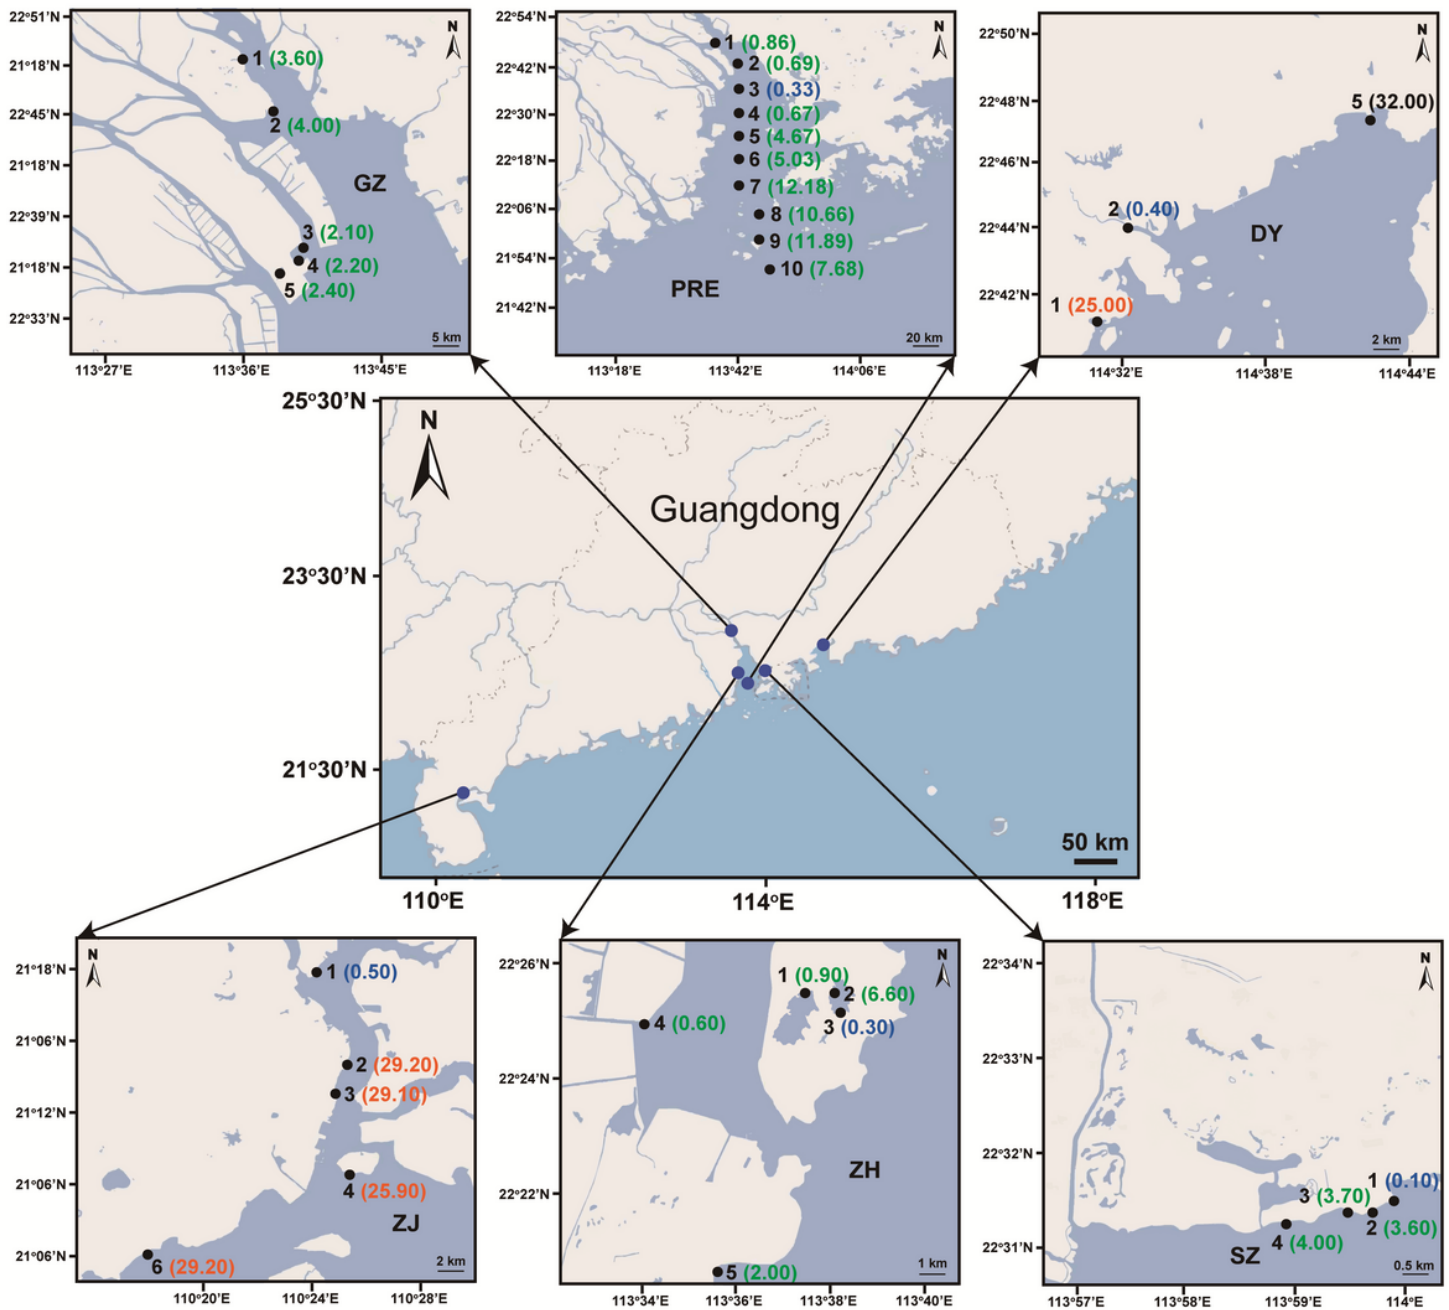 22°51'N
21°18'N
22°45'N
21°18'N
22°39'N
21°18'N
22°33'N
N
1 (3.60)
2 (4.00)
GZ
3 (2.10)
4 (2.20)
5 (2.40)
5 km
113°27'E
113°36'E
113°45'E
22°54'N
22°42'N
22°30'N
22°18'N
22°06'N
21°54'N
21°42'N
N
1 (0.86)
2 (0.69)
3 (0.33)
4 (0.67)
5 (4.67)
6 (5.03)
7 (12.18)
8 (10.66)
9 (11.89)
10 (7.68)
PRE
20 km
113°18'E
113°42'E
114°06'E
22°50'N
22°48'N
22°46'N
22°44'N
22°42'N
N
5 (32.00)
2 (0.40)
DY
1 (25.00)
2 km
114°32'E
114°38'E
114°44'E
25°30'N
23°30'N
21°30'N
N
Guangdong
50 km
110°E
114°E
118°E
21°18'N
21°06'N
21°12'N
21°06'N
21°06'N
N
1 (0.50)
2 (29.20)
3 (29.10)
4 (25.90)
ZJ
6 (29.20)
2 km
110°20'E
110°24'E
110°28'E
22°26'N
22°24'N
22°22'N
N
1 (0.90)
2 (6.60)
3 (0.30)
4 (0.60)
ZH
5 (2.00)
1 km
113°34'E
113°36'E
113°38'E
113°40'E
22°34'N
22°33'N
22°32'N
22°31'N
N
1 (0.10)
3 (3.70)
2 (3.60)
4 (4.00)
SZ
0.5 km
113°57'E
113°58'E
113°59'E
114°E